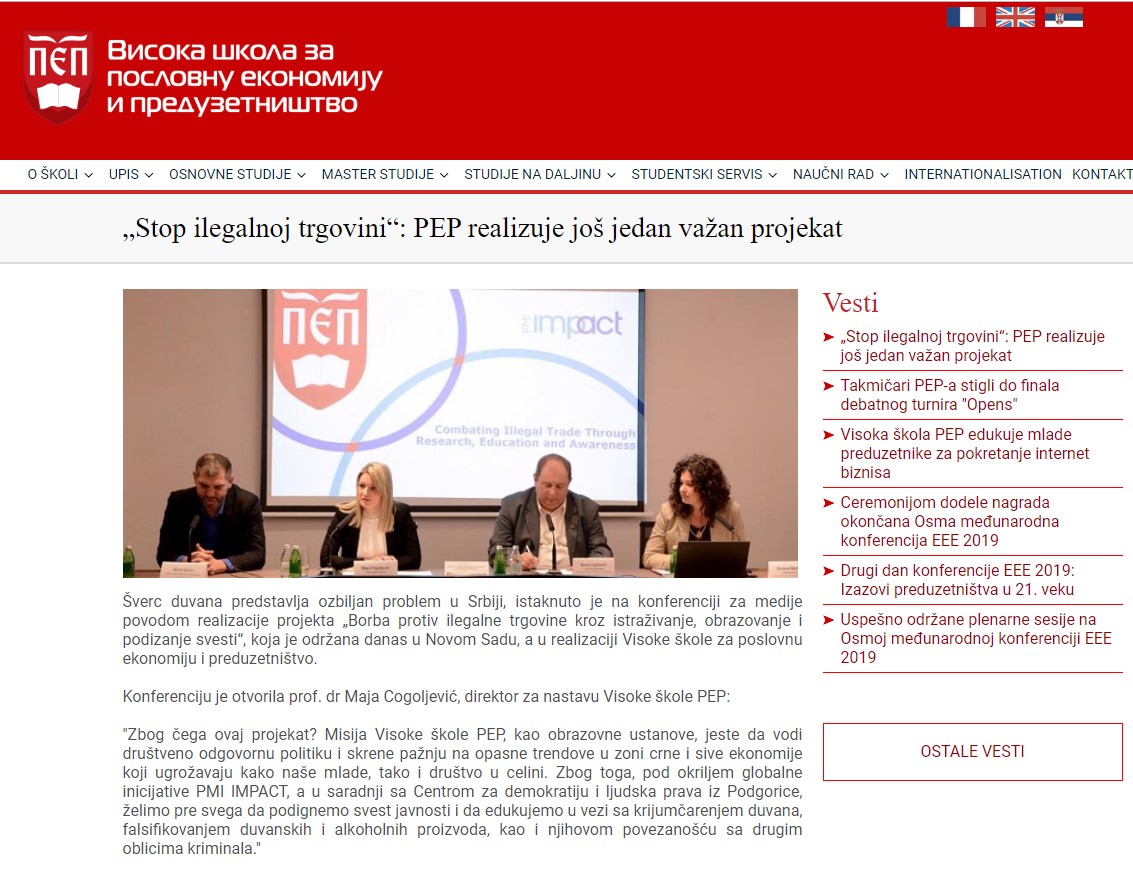 ПЕП
Висока школа за
пословну економију
и предузетништво
O ŠKOLI
UPIS
OSNOVNE STUDIJE
MASTER STUDIJE
STUDIJE NA DALJINU
STUDENTSKI SERVIS
NAUČNI RAD
INTERNATIONALISATION
KONTAKT
„Stop ilegalnoj trgovini“: PEP realizuje još jedan važan projekat
ПЕП
PMI impact
Combating Illegal Trade Through
Research, Education and Awareness
Šverc duvana predstavlja ozbiljan problem u Srbiji, istaknuto je na konferenciji za medije
povodom realizacije projekta „Borba protiv ilegalne trgovine kroz istraživanje, obrazovanje i
podizanje svesti“, koja je održana danas u Novom Sadu, a u realizaciji Visoke škole za poslovnu
ekonomiju i preduzetništvo.
Konferenciju je otvorila prof. dr Maja Cogoljević, direktor za nastavu Visoke škole PEP:
"Zbog čega ovaj projekat? Misija Visoke škole PEP, kao obrazovne ustanove, jeste da vodi
društveno odgovornu politiku i skrene pažnju na opasne trendove u zoni crne i sive ekonomije
koji ugrožavaju kako naše mlade, tako i društvo u celini. Zbog toga, pod okriljem globalne
inicijative PMI IMPACT, a u saradnji sa Centrom za demokratiju i ljudska prava iz Podgorice,
želimo pre svega da podignemo svest javnosti i da edukujemo u vezi sa krijumčarenjem duvana,
falsifikovanjem duvanskih i alkoholnih proizvoda, kao i njihovom povezanošću sa drugim
oblicima kriminala."
Vesti
„Stop ilegalnoj trgovini“: PEP realizuje
još jedan važan projekat
Takmičari PEP-a stigli do finala
debatnog turnira "Opens"
Visoka škola PEP edukuje mlade
preduzetnike za pokretanje internet
biznisa
Ceremonijom dodele nagrada
okončana Osma međunarodna
konferencija EEE 2019
Drugi dan konferencije EEE 2019:
Izazovi preduzetništva u 21. veku
Uspešno održane plenarne sesije na
Osmoj međunarodnoj konferenciji EEE
2019
OSTALE VESTI